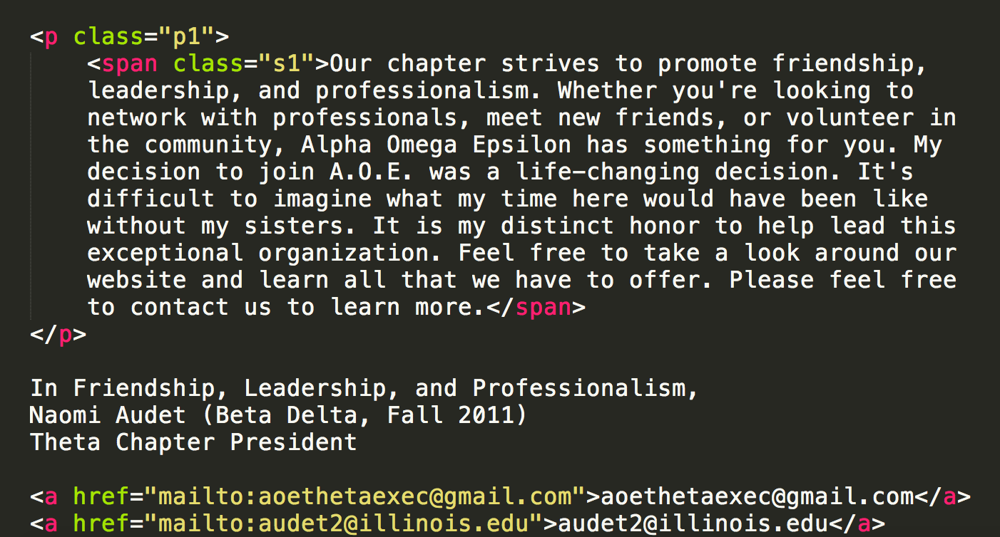 <p class="p1">
<span class="s1">Our chapter strives to promote friendship,
leadership, and professionalism. Whether you're looking to
network with professionals, meet new friends, or volunteer in
the community, Alpha Omega Epsilon has something for you. My
decision to join A.O.E. was a life-changing decision. It's
difficult to imagine what my time here would have been like
without my sisters. It is my distinct honor to help lead this
exceptional organization. Feel free to take a look around our
website and learn all that we have to offer. Please feel free
to contact us to learn more.</span>
</p>
In Friendship, Leadership, and Professionalism,
Naomi Audet (Beta Delta, Fall 2011)
Theta Chapter President
<a href="mailto:aoethetaexec@gmail.com">aoethetaexec@gmail.com</a>
<a href="mailto:audet2@illinois.edu">audet2@illinois.edu</a>